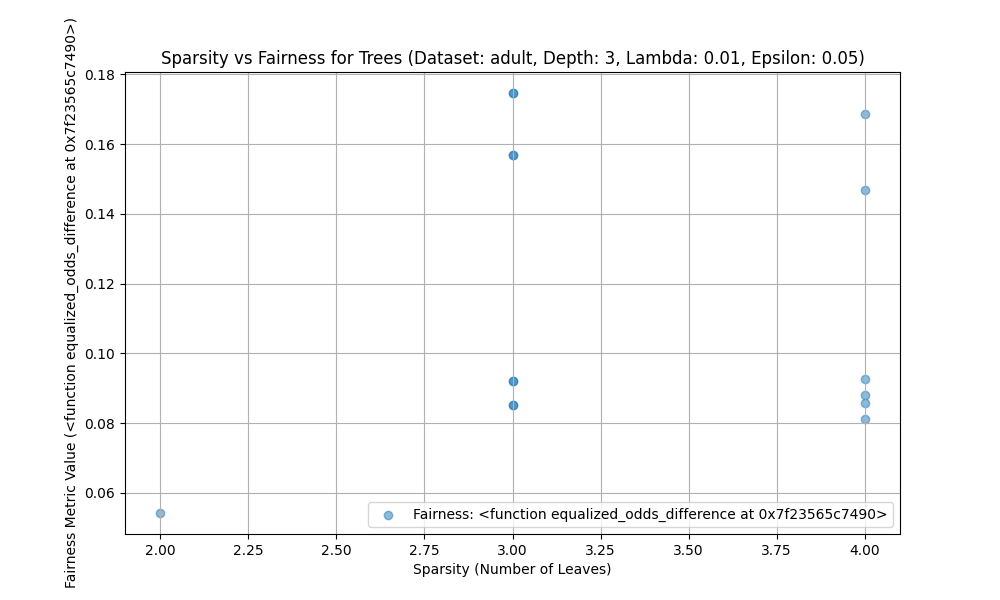 Sparsity vs Fairness for Trees (Dataset: adult, Depth: 3, Lambda: 0.01, Epsilon: 0.05)
Fairness Metric Value (<function equalized_odds_difference at 0x7f23565c7490>)
0.18
0.16
0.14
0.12
0.10
0.08
0.06
Fairness: <function equalized_odds_difference at 0x7f23565c7490>
2.00 2.25 2.50 2.75 3.00 3.25 3.50 3.75 4.00
Sparsity (Number of Leaves)